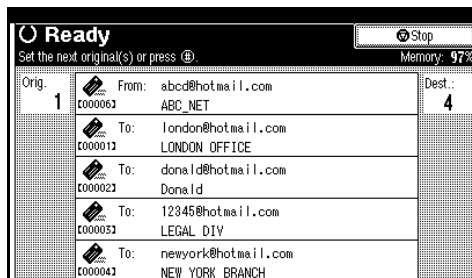 Ready
Stop
Set the next original(s) or press (#).
Memory: 97%
Orig.
1
Dest.:
4
From: abcd@hotmail.com
[00006] ABC_NET
To: london@hotmail.com
[00001] LONDON OFFICE
To: donald@hotmail.com
[00002] Donald
To: 12345@hotmail.com
[00003] LEGAL DIV
To: newyork@hotmail.com
[00004] NEW YORK BRANCH